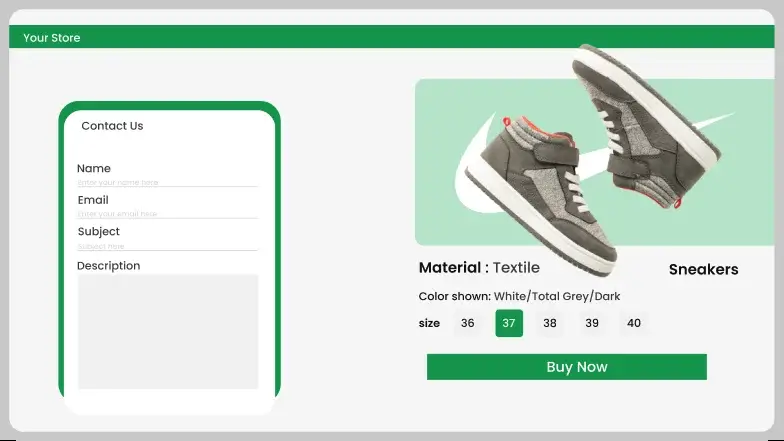 Your Store
Contact Us
Name
Enter your name here
Email
Enter your email here
Subject
Subject here
Description
Material : Textile
Sneakers
Color shown: White/Total Grey/Dark
size 36 37 38 39 40
Buy Now